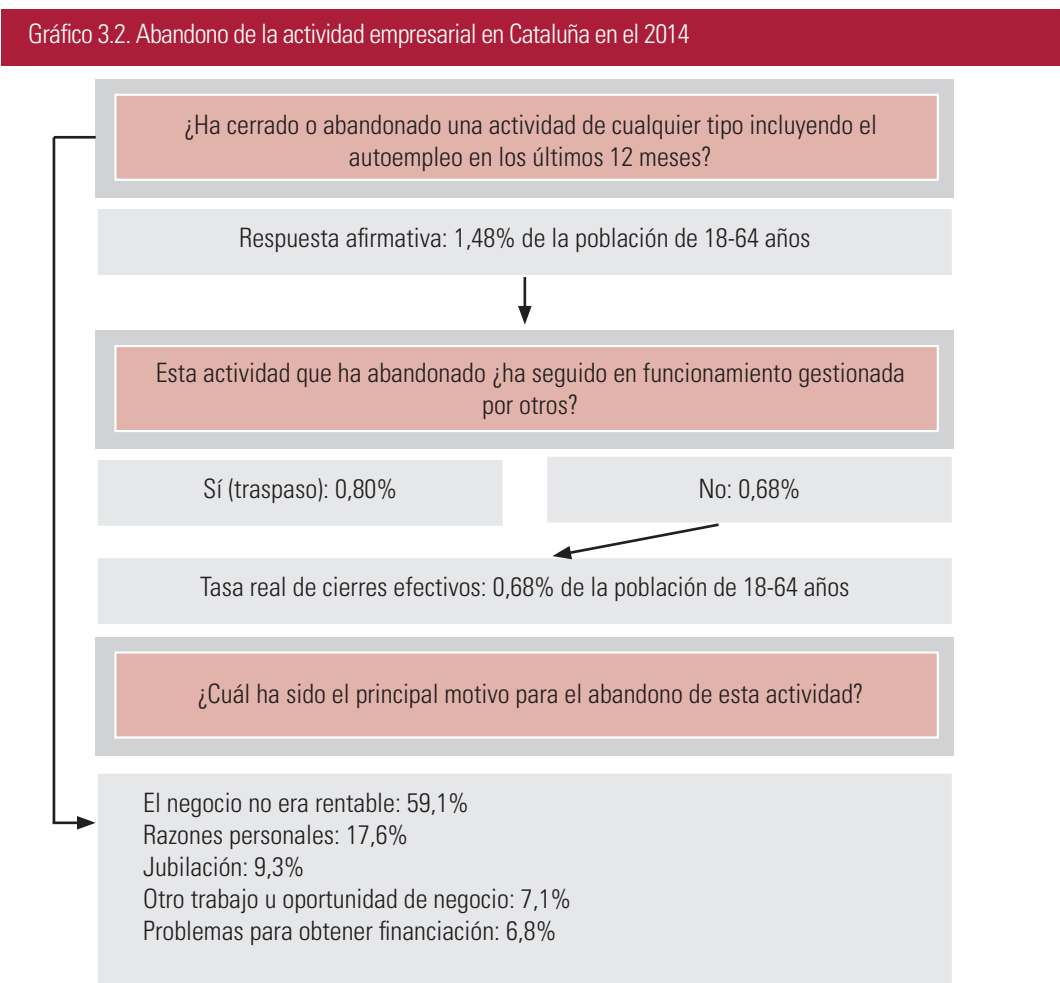 Gráfico 3.2. Abandono de la actividad empresarial en Cataluña en el 2014
¿Ha cerrado o abandonado una actividad de cualquier tipo incluyendo el
autoempleo en los últimos 12 meses?
Respuesta afirmativa: 1,48% de la población de 18-64 años
Esta actividad que ha abandonado ¿ha seguido en funcionamiento gestionada
por otros?
Sí (traspaso): 0,80%
No: 0,68%
Tasa real de cierres efectivos: 0,68% de la población de 18-64 años
¿Cuál ha sido el principal motivo para el abandono de esta actividad?
El negocio no era rentable: 59,1%
Razones personales: 17,6%
Jubilación: 9,3%
Otro trabajo u oportunidad de negocio: 7,1%
Problemas para obtener financiación: 6,8%